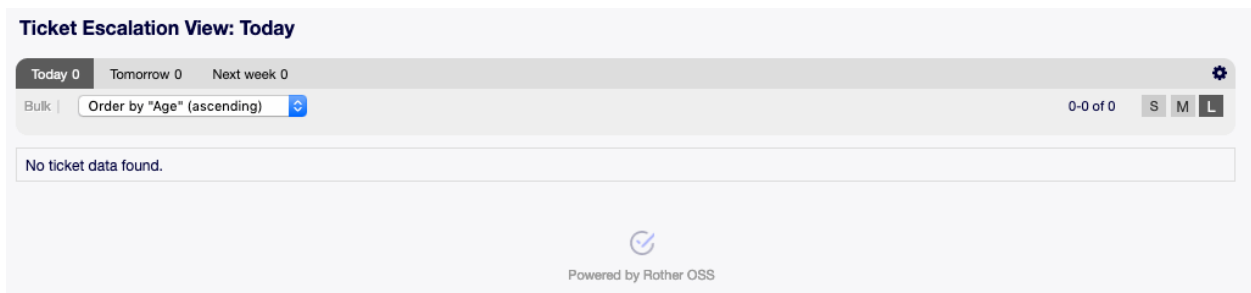 Ticket Escalation View: Today
Today 0 Tomorrow 0 Next week 0
Bulk | Order by "Age" (ascending) 0-0 of 0 S M L
No ticket data found.
Powered by Rother OSS